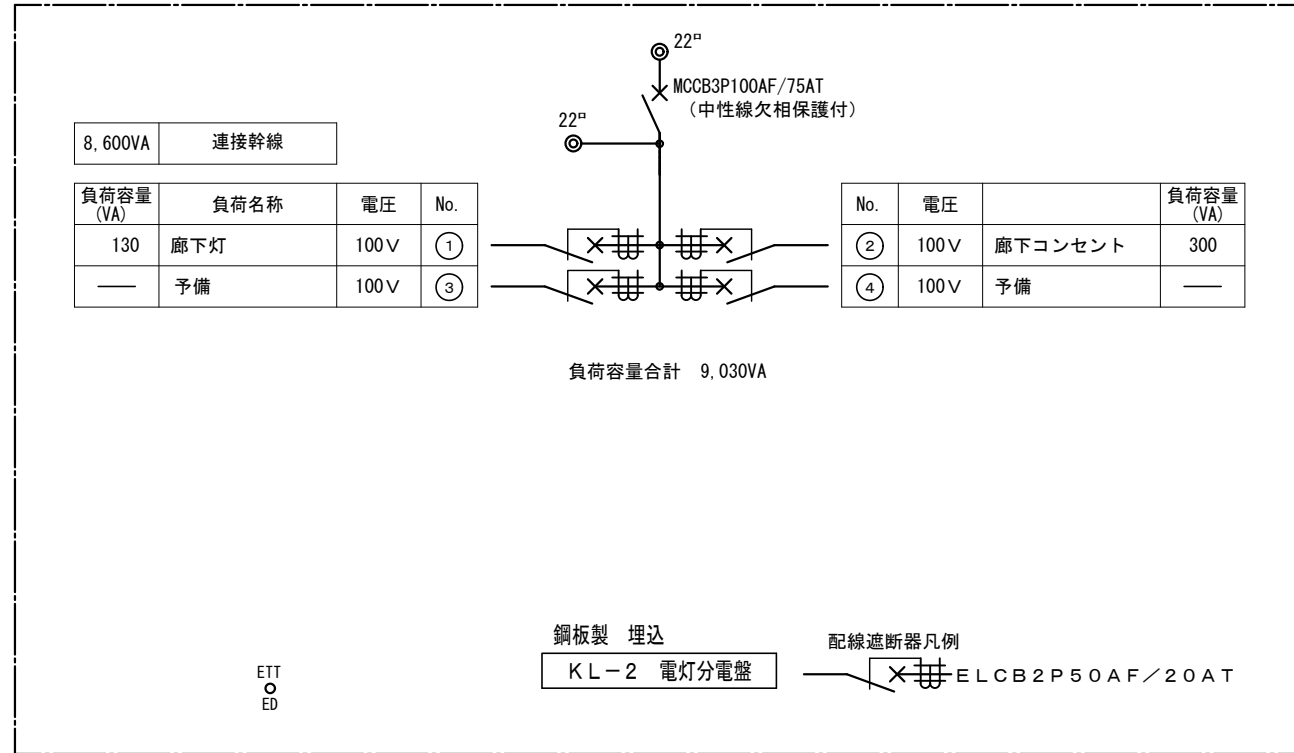 22□
MCCB3P100AF/75AT
（中性線欠相保護付）
22□
8,600VA 連接幹線
負荷容量(VA) 負荷名称 電圧 No.
130 廊下灯 100V ①
── 予備 100V ③
No. 電圧 負荷容量(VA)
② 100V 廊下コンセント 300
④ 100V 予備 ──
負荷容量合計 9,030VA
鋼板製 埋込
KL－2 電灯分電盤
配線遮断器凡例
ELCB2P50AF／20AT
ETT
ED